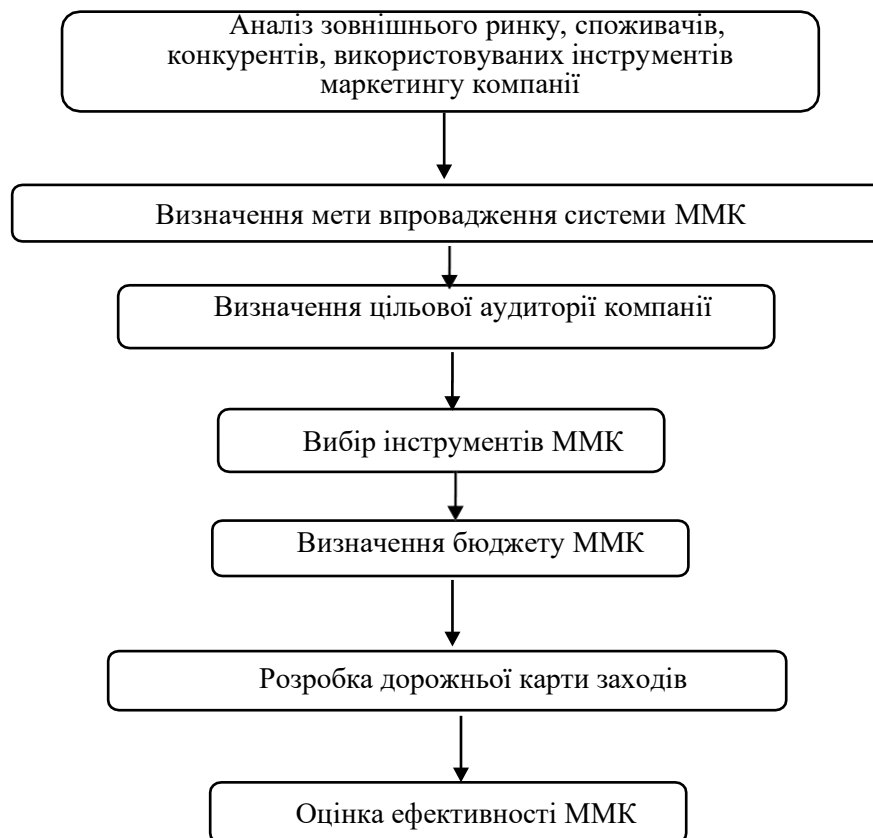 Аналіз зовнішнього ринку, споживачів,
конкурентів, використовуваних інструментів
маркетингу компанії
Визначення мети впровадження системи ММК
Визначення цільової аудиторії компанії
Вибір інструментів ММК
Визначення бюджету ММК
Розробка дорожньої карти заходів
Оцінка ефективності ММК